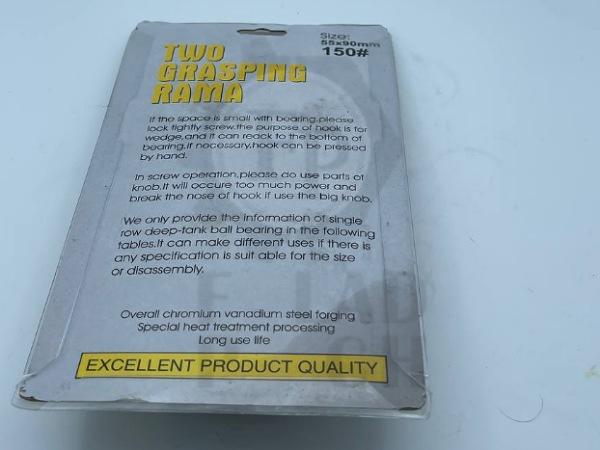 Size:
55x90mm
150#
TWO
GRASPING
RAMA
If the space is small with bearing,please
lock tightly screw.the purpose of hook is for
wedge,and it can reack to the bottom of
bearing,if necessary,hook can be pressed
by hand.
In screw operation,please do use parts of
knob.It will occure too much power and
break the nose of hook if use the big knob.
We only provide the information of single
row deep-tank ball bearing in the following
tables.It can make different uses if there is
any specification is suit able for the size
or disassembly.
Overall chromium vanadium steel forging
Special heat treatment processing
Long use life
EXCELLENT PRODUCT QUALITY